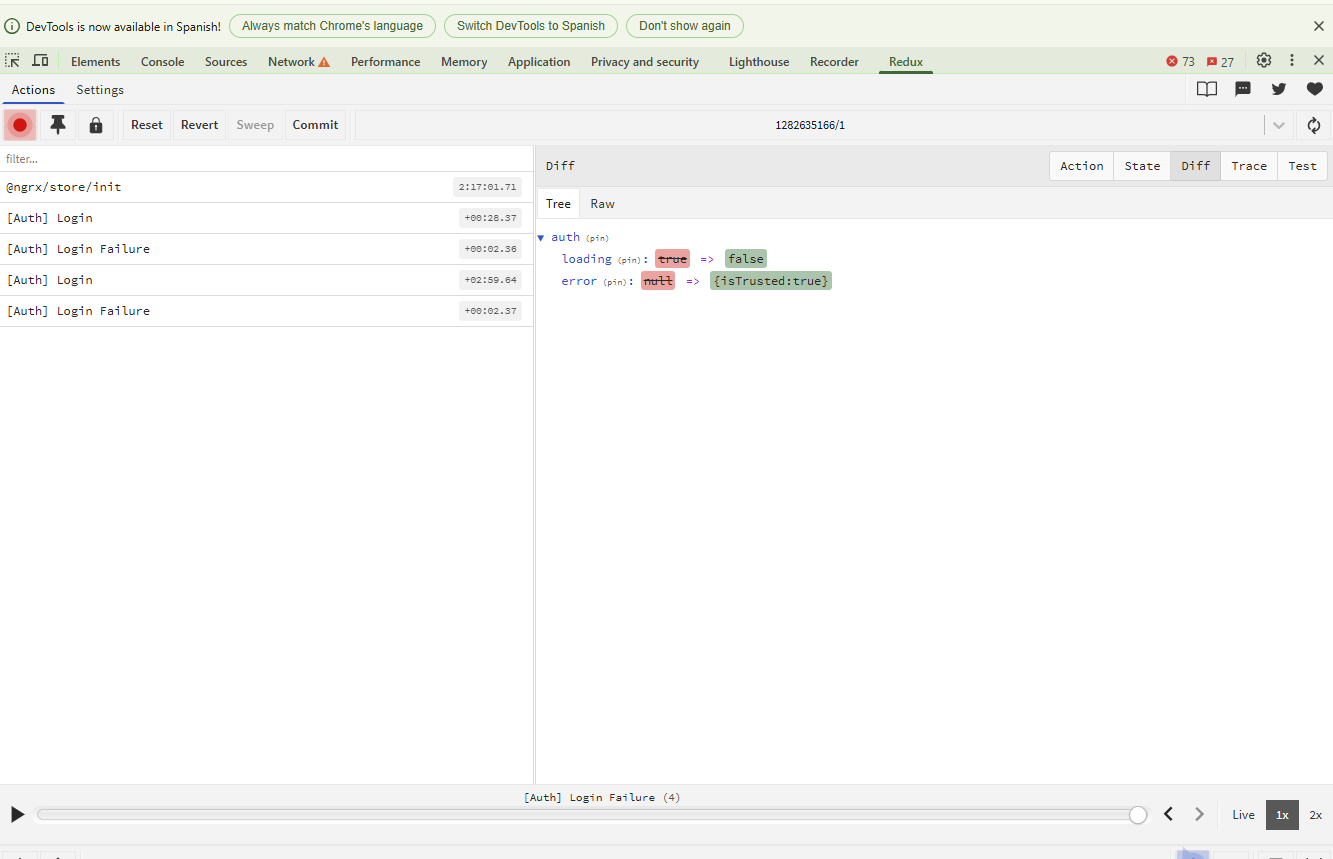 DevTools is now available in Spanish! Always match Chrome's language Switch DevTools to Spanish Don't show again
Elements Console Sources Network Performance Memory Application Privacy and security Lighthouse Recorder Redux 73 27
Actions Settings
Reset Revert Sweep Commit 1282635166/1
filter...
@ngrx/store/init 2:17:01.71
[Auth] Login +00:28.37
[Auth] Login Failure +00:02.36
[Auth] Login +02:59.64
[Auth] Login Failure +00:02.37
Diff Action State Diff Trace Test
Tree Raw
auth (pin)
loading (pin): true => false
error (pin): null => {isTrusted:true}
[Auth] Login Failure (4)
Live 1x 2x